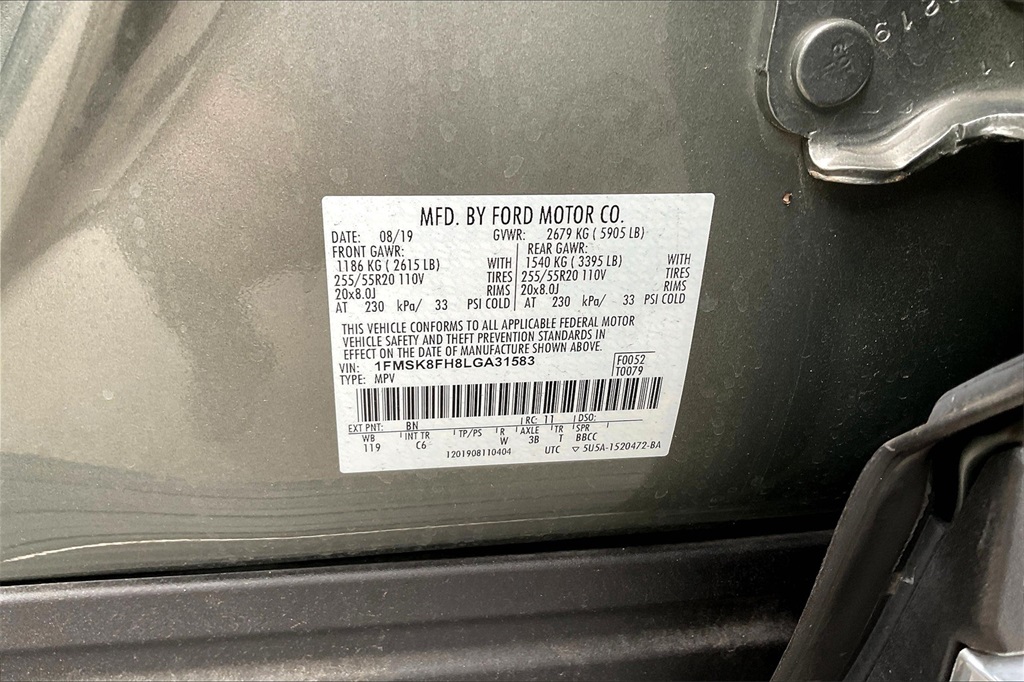 MFD. BY FORD MOTOR CO.
DATE: 08/19 GVWR: 2679 KG ( 5905 LB)
FRONT GAWR: REAR GAWR:
1186 KG ( 2615 LB) WITH 1540 KG ( 3395 LB) WITH
255/55R20 110V TIRES 255/55R20 110V TIRES
20x8.0J RIMS 20x8.0J RIMS
AT 230 kPa/ 33 PSI COLD AT 230 kPa/ 33 PSI COLD
THIS VEHICLE CONFORMS TO ALL APPLICABLE FEDERAL MOTOR
VEHICLE SAFETY AND THEFT PREVENTION STANDARDS IN
EFFECT ON THE DATE OF MANUFACTURE SHOWN ABOVE.
VIN: 1FMSK8FH8LGA31583 F0052
TYPE: MPV T0079
EXT PNT: BN RC: 11 DSO:
WB INT TR TP/PS R AXLE TR SPR
119 C6 W 3B T BBCC
1201908110404 UTC ▽ 5U5A-1520472-BA